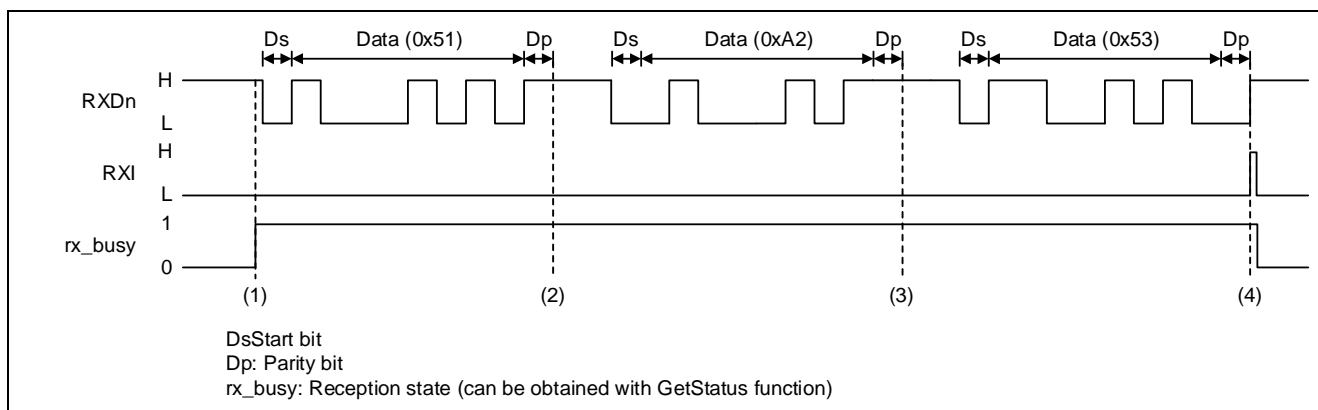 Ds Data (0x51) Dp Ds Data (0xA2) Dp Ds Data (0x53) Dp
H
RXDn
L
H
RXI
L
1
rx_busy
0
(1) (2) (3) (4)
DsStart bit
Dp: Parity bit
rx_busy: Reception state (can be obtained with GetStatus function)